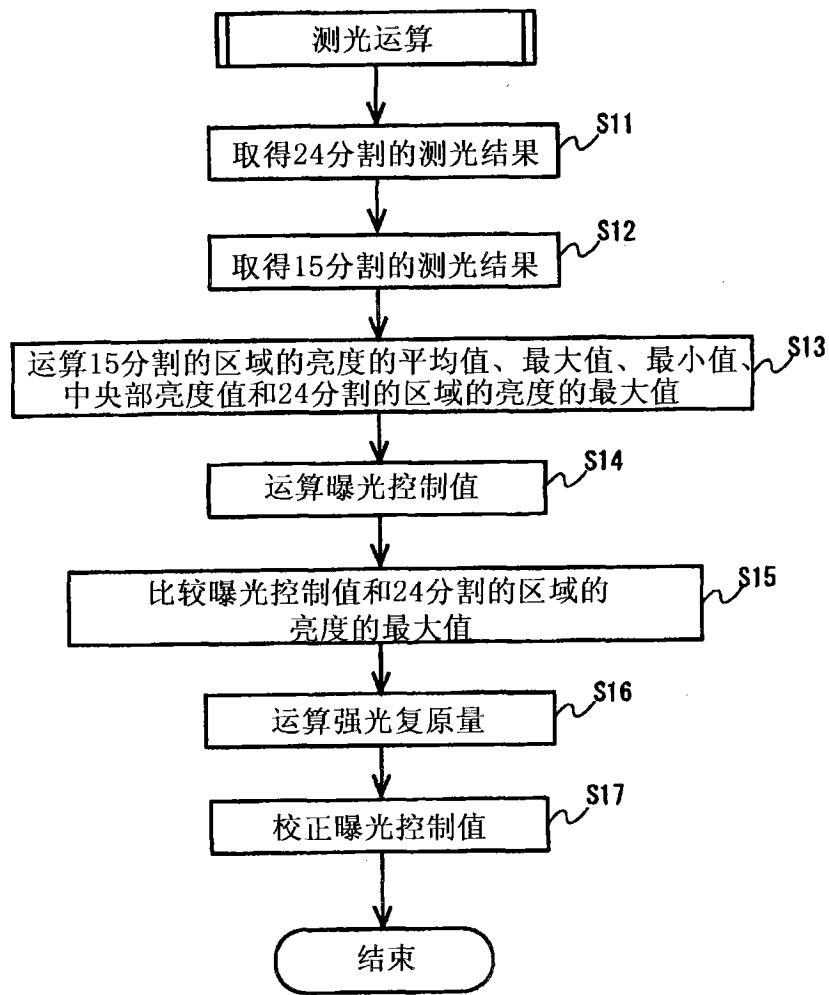 测光运算
S11
取得24分割的测光结果
S12
取得15分割的测光结果
S13
运算15分割的区域的亮度的平均值、最大值、最小值、
中央部亮度值和24分割的区域的亮度的最大值
S14
运算曝光控制值
S15
比较曝光控制值和24分割的区域的
亮度的最大值
S16
运算强光复原量
S17
校正曝光控制值
结束